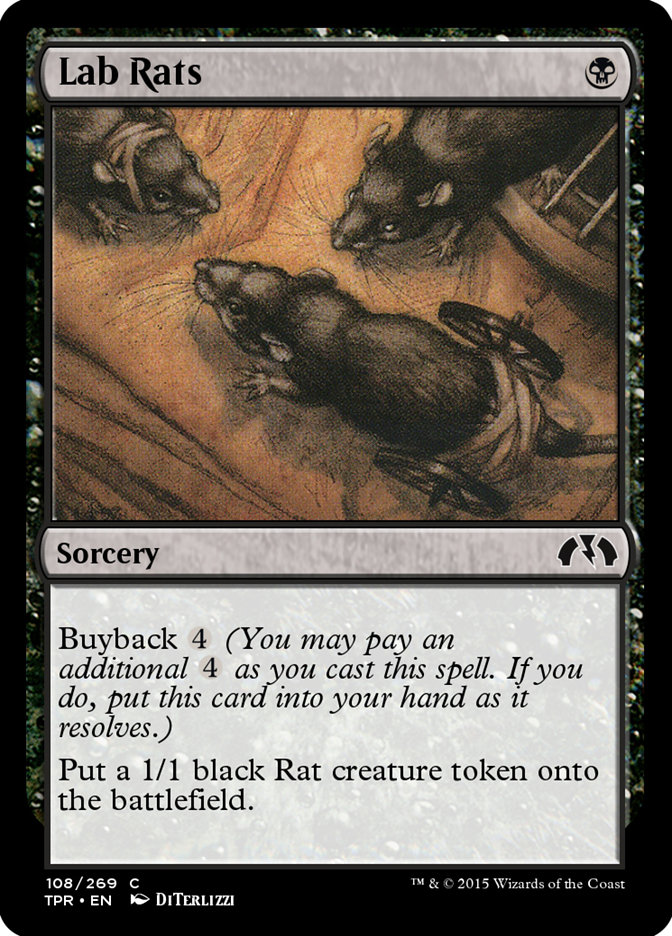 Lab Rats
Sorcery
Buyback 4 (You may pay an
additional 4 as you cast this spell. If you
do, put this card into your hand as it
resolves.)
Put a 1/1 black Rat creature token onto
the battlefield.
108/269 C
TPR • EN DiTerlizzi
™ & © 2015 Wizards of the Coast